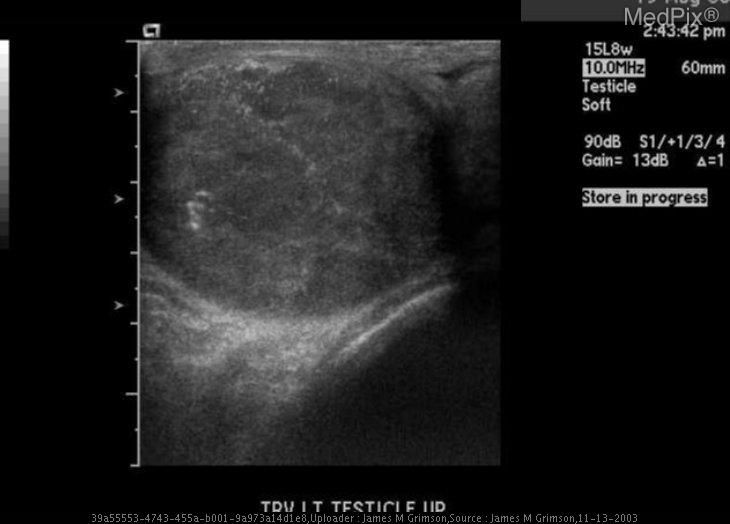 MedPix®
2:43:42 pm
15L8w
10.0MHz 60mm
Testicle
Soft
90dB S1/+1/3/4
Gain= 13dB Δ=1
Store in progress
TRV LT TESTICLE UP
39a55553-4743-455a-b001-9a973a14d1e8,Uploader : James M Grimson,Source : James M Grimson,11-13-2003